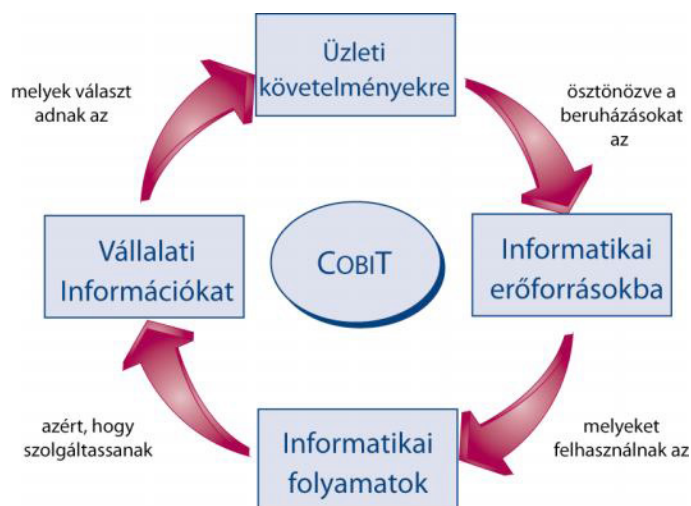 Üzleti
követelményekre
ösztönözve a
beruházásokat
az
Informatikai
erőforrásokba
melyeket
felhasználnak az
Informatikai
folyamatok
azért, hogy
szolgáltassanak
Vállalati
Információkat
melyek választ
adnak az
COBIT